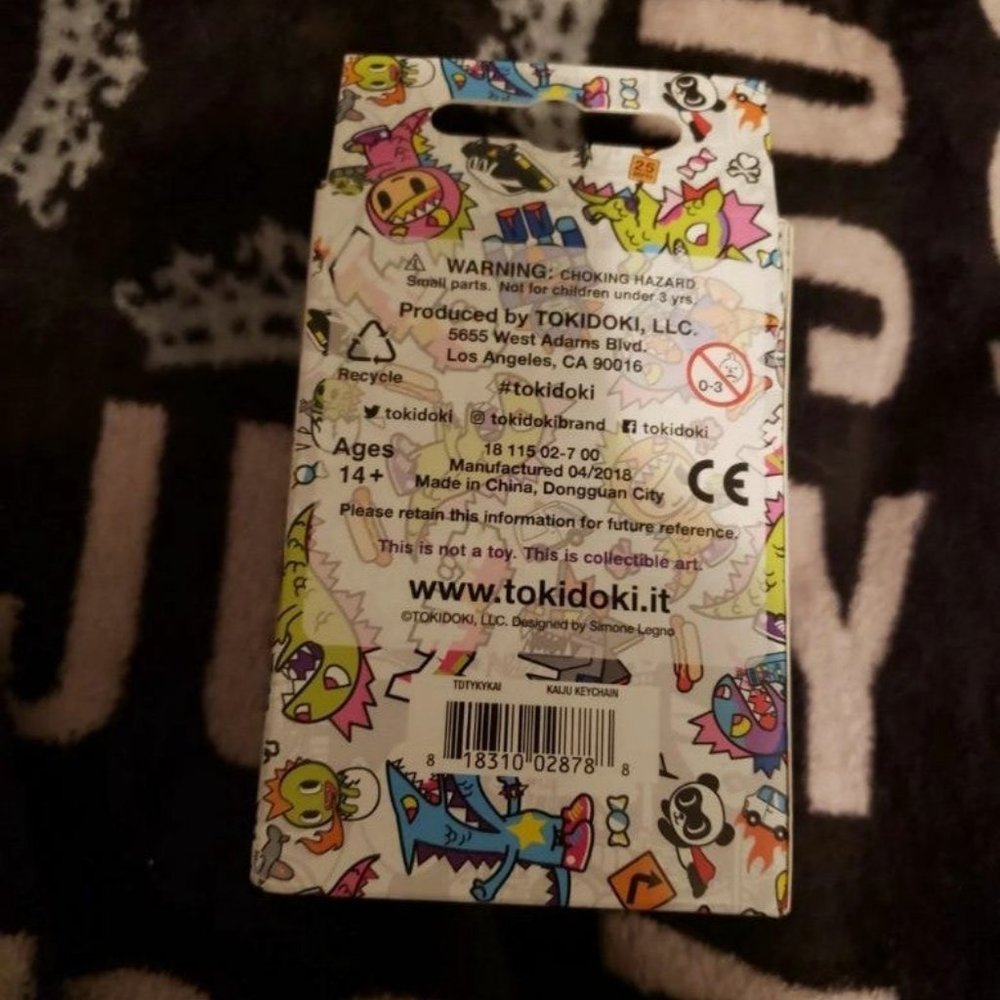 25
WARNING: CHOKING HAZARD
Small parts. Not for children under 3 yrs.
Produced by TOKIDOKI, LLC.
5655 West Adams Blvd.
Los Angeles, CA 90016
0-3
Recycle
#tokidoki
tokidoki tokidokibrand tokidoki
Ages
14+
18 115 02-7 00
Manufactured 04/2018
Made in China, Dongguan City
CE
Please retain this information for future reference.
This is not a toy. This is collectible art.
www.tokidoki.it
©TOKIDOKI, LLC. Designed by Simone Legno
TDTYKYKAI KAIJU KEYCHAIN
8 18310 02878 8
JU Y